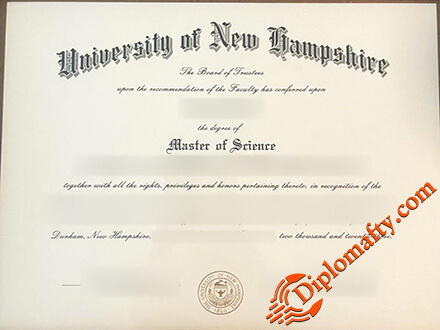 University of New Hampshire
The Board of Trustees
upon the recommendation of the Faculty has conferred upon
the degree of
Master of Science
together with all the rights, privileges and honors pertaining thereto, in recognition of the
Durham, New Hampshire, two thousand and twenty
Diplomafty.com